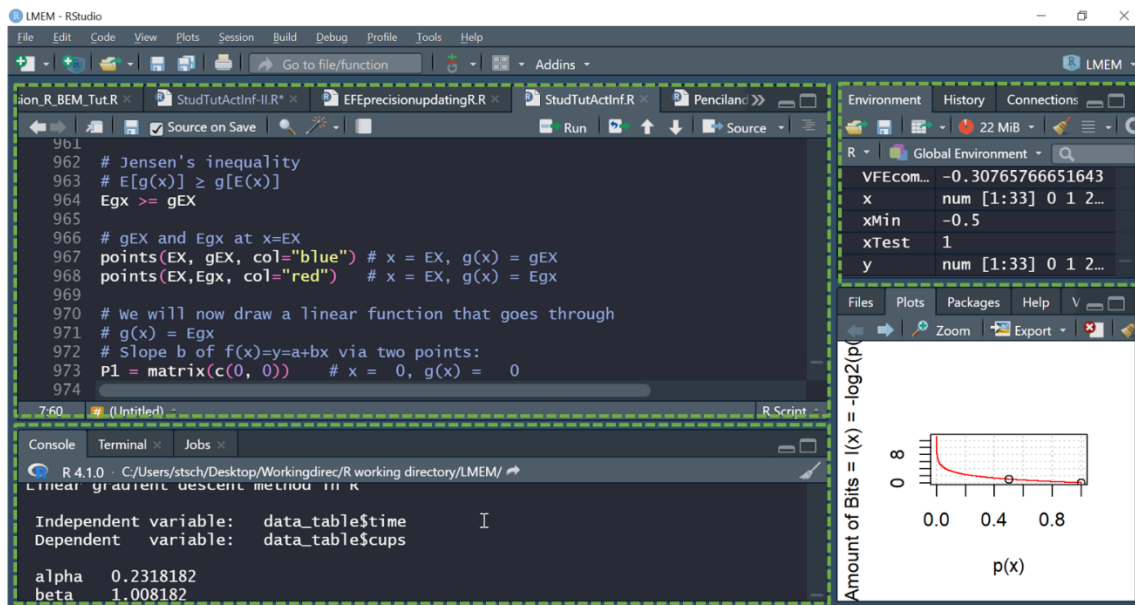 LMEM - RStudio
File Edit Code View Plots Session Build Debug Profile Tools Help
Go to file/function Addins LMEM
sion_R_BEM_Tut.R StudTutActInf-II.R* EFEprecisionupdatingR.R StudTutActInf.R Penciland
Source on Save Run Source
961
962 # Jensen's inequality
963 # E[g(x)] ≥ g[E(x)]
964 Egx >= gEX
965
966 # gEX and Egx at x=EX
967 points(EX, gEX, col="blue") # x = EX, g(x) = gEX
968 points(EX,Egx, col="red") # x = EX, g(x) = Egx
969
970 # We will now draw a linear function that goes through
971 # g(x) = Egx
972 # Slope b of f(x)=y=a+bx via two points:
973 P1 = matrix(c(0, 0)) # x = 0, g(x) = 0
974
7:60 # (Untitled) R Script
Console Terminal Jobs
R 4.1.0 · C:/Users/stsch/Desktop/Workingdirec/R working directory/LMEM/
Linear gradient descent method in R
Independent variable: data_table$time
Dependent variable: data_table$cups
alpha 0.2318182
beta 1.008182
Environment History Connections
22 MiB
R Global Environment
VFEcom… -0.30765766651643
x num [1:33] 0 1 2…
xMin -0.5
xTest 1
y num [1:33] 0 1 2…
Files Plots Packages Help V
Zoom Export
Amount of Bits = I(x) = -log2(p(
8
0
0.0 0.4 0.8
p(x)